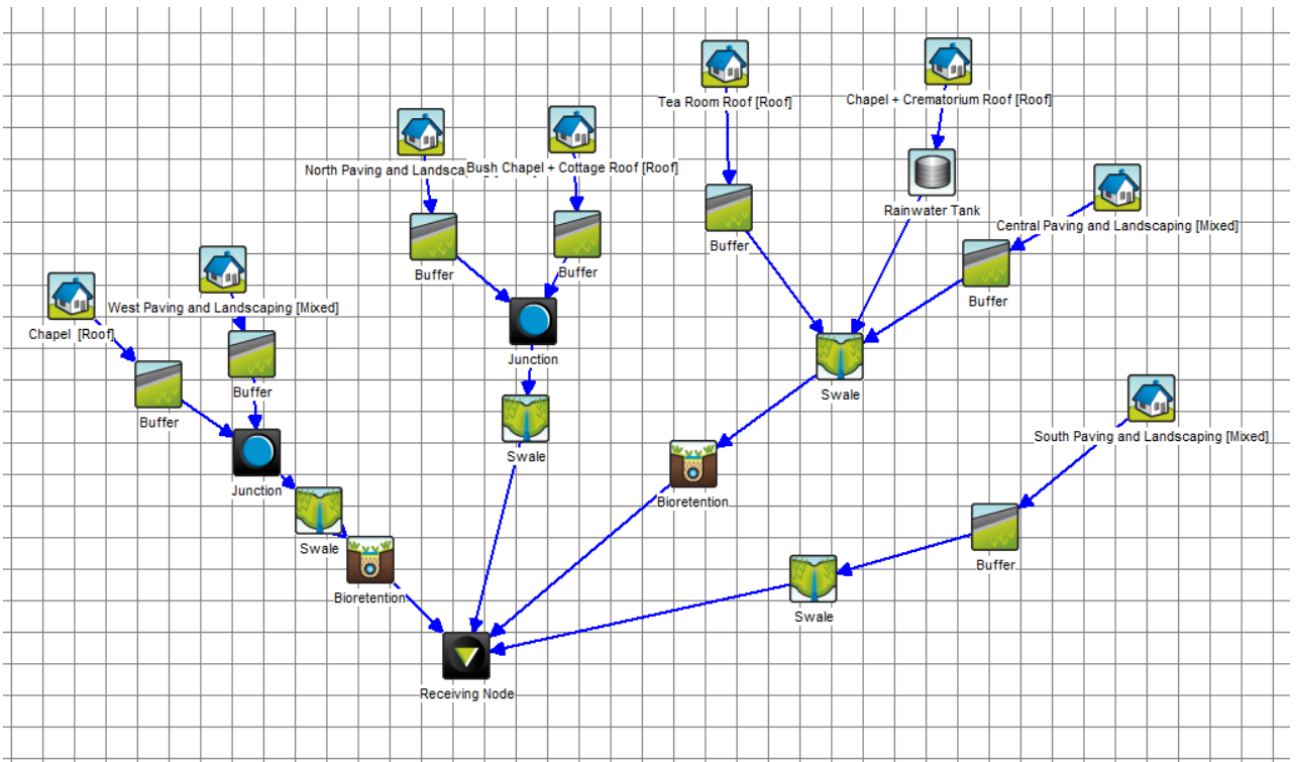 Tea Room Roof [Roof]
Chapel + Crematorium Roof [Roof]
North Paving and Landsca
Bush Chapel + Cottage Roof [Roof]
Rainwater Tank
Central Paving and Landscaping [Mixed]
Buffer
Buffer
Buffer
Buffer
West Paving and Landscaping [Mixed]
Chapel [Roof]
Junction
Buffer
Swale
Buffer
South Paving and Landscaping [Mixed]
Swale
Junction
Bioretention
Swale
Buffer
Bioretention
Swale
Receiving Node